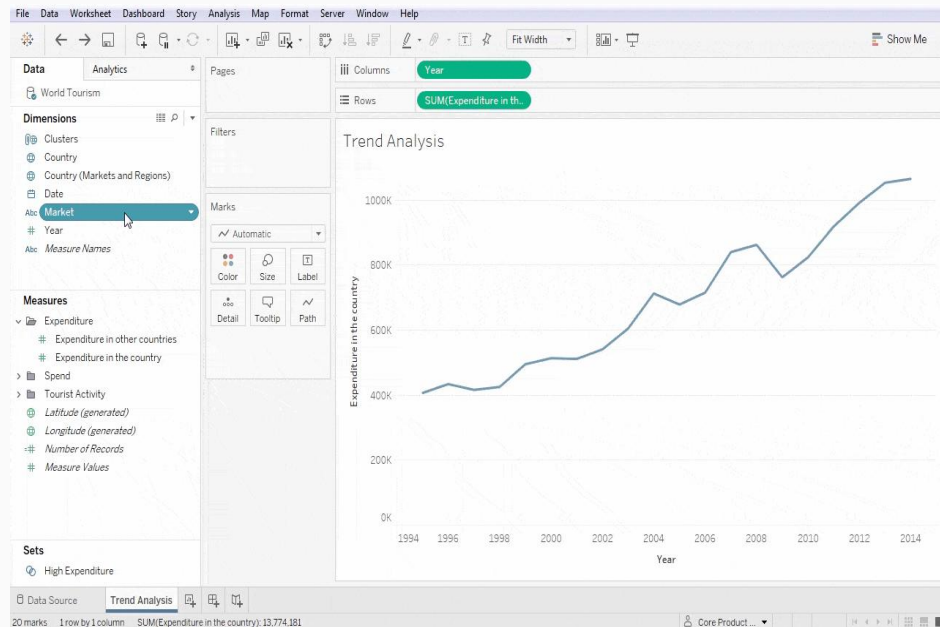 File Data Worksheet Dashboard Story Analysis Map Format Server Window Help
T Fit Width Show Me
Data Analytics
World Tourism
Dimensions
Clusters
Country
Country (Markets and Regions)
Date
Abc Market
# Year
Abc Measure Names
Measures
Expenditure
# Expenditure in other countries
# Expenditure in the country
Spend
Tourist Activity
Latitude (generated)
Longitude (generated)
=# Number of Records
# Measure Values
Sets
High Expenditure
Pages
Filters
Marks
Automatic
Color Size Label
Detail Tooltip Path
Columns Year
Rows SUM(Expenditure in th..
Trend Analysis
Expenditure in the country
1000K
800K
600K
400K
200K
0K
1994 1996 1998 2000 2002 2004 2006 2008 2010 2012 2014
Year
Data Source Trend Analysis
20 marks 1 row by 1 column SUM(Expenditure in the country): 13,774,181 Core Product ...